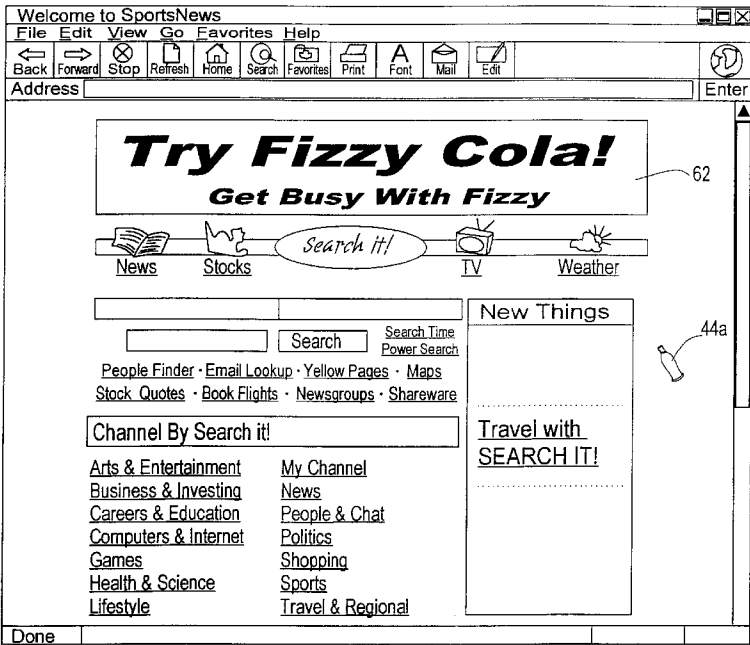 Welcome to SportsNews
File Edit View Go Favorites Help
Back Forward Stop Refresh Home Search Favorites Print Font Mail Edit
Address Enter
Try Fizzy Cola!
Get Busy With Fizzy
62
Search it!
News Stocks TV Weather
New Things
Search Search Time
Power Search
44a
People Finder · Email Lookup · Yellow Pages · Maps
Stock Quotes · Book Flights · Newsgroups · Shareware
Channel By Search it!
Travel with
SEARCH IT!
Arts & Entertainment My Channel
Business & Investing News
Careers & Education People & Chat
Computers & Internet Politics
Games Shopping
Health & Science Sports
Lifestyle Travel & Regional
Done